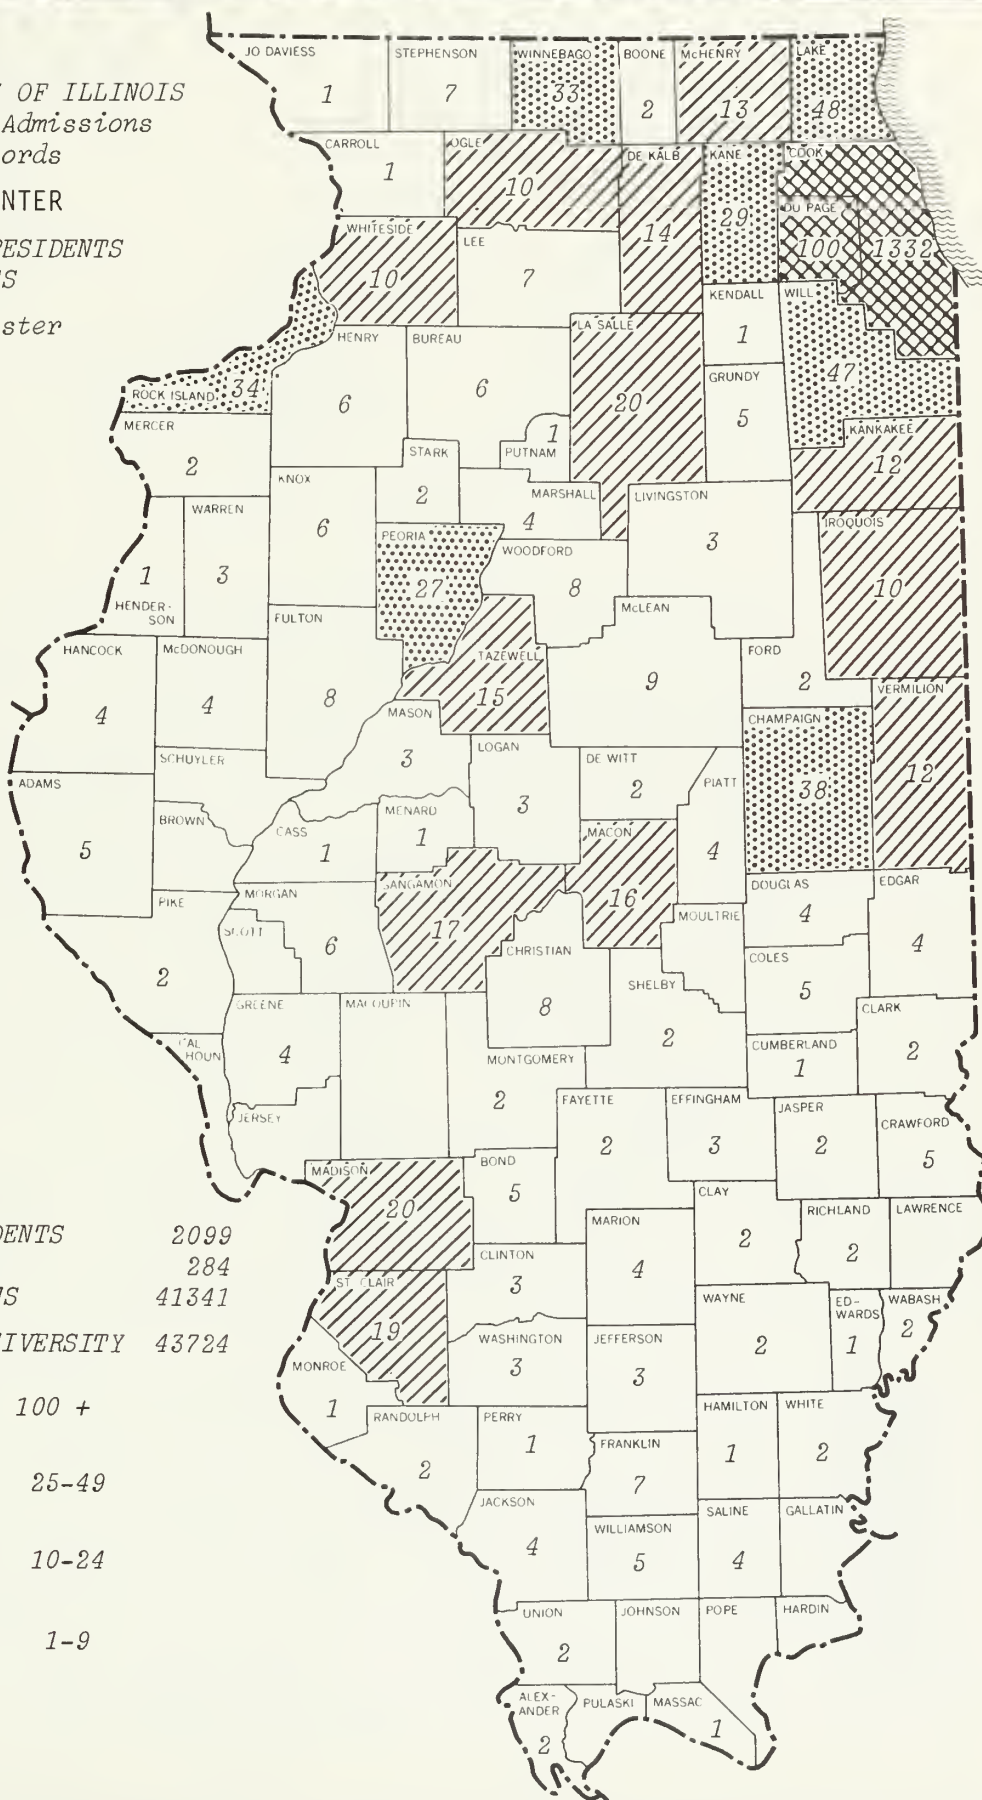 OF ILLINOIS
Admissions
ords
NTER
ESIDENTS
S
ster
JO DAVIESS
1
STEPHENSON
7
WINNEBAGO
33
BOONE
2
McHENRY
13
LAKE
48
CARROLL
1
OGLE
10
DE KALB
14
KANE
29
COOK
1332
DU PAGE
100
WHITESIDE
10
LEE
7
KENDALL
1
WILL
47
ROCK ISLAND
34
HENRY
6
BUREAU
6
LA SALLE
20
GRUNDY
5
PUTNAM
1
MERCER
2
KNOX
6
STARK
2
MARSHALL
4
LIVINGSTON
3
KANKAKEE
12
WARREN
3
HENDER-
SON
1
PEORIA
27
WOODFORD
8
IROQUOIS
10
FULTON
8
TAZEWELL
15
McLEAN
9
FORD
2
HANCOCK
4
McDONOUGH
4
MASON
3
LOGAN
3
DE WITT
2
PIATT
4
CHAMPAIGN
38
VERMILION
12
ADAMS
5
SCHUYLER
BROWN
CASS
1
MENARD
1
MACON
16
PIKE
2
MORGAN
6
SCOTT
SANGAMON
17
CHRISTIAN
8
MOULTRIE
DOUGLAS
4
EDGAR
4
COLES
5
SHELBY
2
CAL
HOUN
GREENE
4
MACOUPIN
MONTGOMERY
2
CUMBERLAND
1
CLARK
2
JERSEY
FAYETTE
2
EFFINGHAM
3
JASPER
2
CRAWFORD
5
MADISON
20
BOND
5
CLAY
2
RICHLAND
2
LAWRENCE
CLINTON
3
MARION
4
ST CLAIR
19
WASHINGTON
3
JEFFERSON
3
WAYNE
2
ED-
WARDS
1
WABASH
2
MONROE
1
RANDOLPH
2
PERRY
1
FRANKLIN
7
HAMILTON
1
WHITE
2
JACKSON
4
WILLIAMSON
5
SALINE
4
GALLATIN
UNION
2
JOHNSON
POPE
HARDIN
ALEX-
ANDER
2
PULASKI
MASSAC
1
DENTS 2099
284
S 41341
IVERSITY 43724
100 +
25-49
10-24
1-9